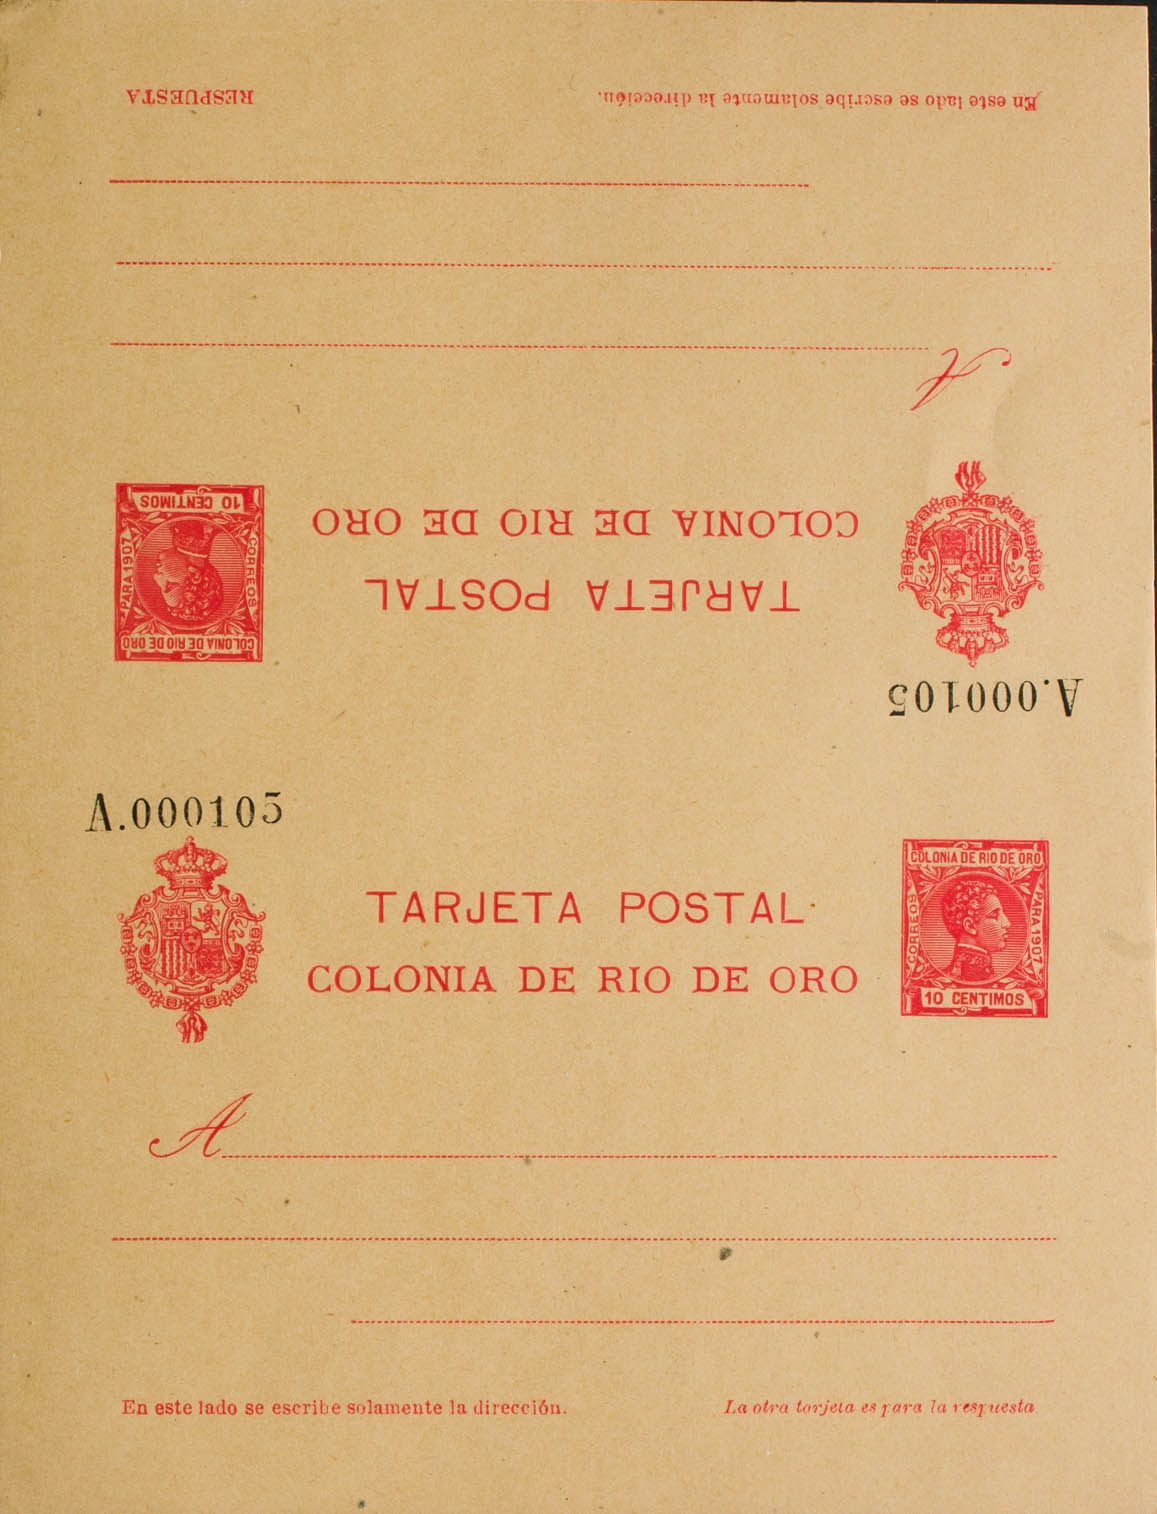 RESPUESTA
En este lado se escribe solamente la dirección.
A
COLONIA DE RIO DE ORO
TARJETA POSTAL
10 CENTIMOS
CORREOS
PARA 1907
COLONIA DE RIO DE ORO
A.000105
A.000105
TARJETA POSTAL
COLONIA DE RIO DE ORO
COLONIA DE RIO DE ORO
CORREOS
PARA 1907
10 CENTIMOS
A
En este lado se escribe solamente la dirección.
La otra tarjeta es para la respuesta.